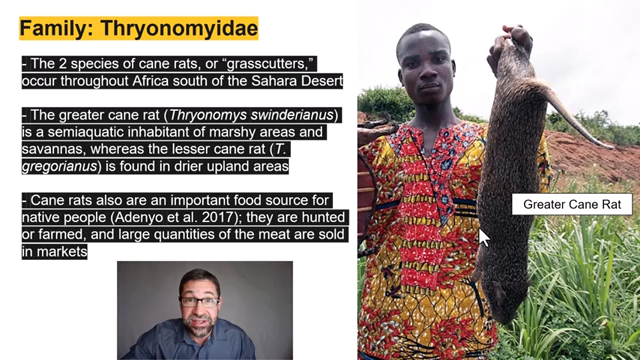 Family: Thryonomyidae
- The 2 species of cane rats, or “grasscutters,”
occur throughout Africa south of the Sahara Desert
- The greater cane rat (Thryonomys swinderianus)
is a semiaquatic inhabitant of marshy areas and
savannas, whereas the lesser cane rat (T.
gregorianus) is found in drier upland areas
- Cane rats also are an important food source for
native people (Adenyo et al. 2017); they are hunted
or farmed, and large quantities of the meat are sold
in markets
Greater Cane Rat